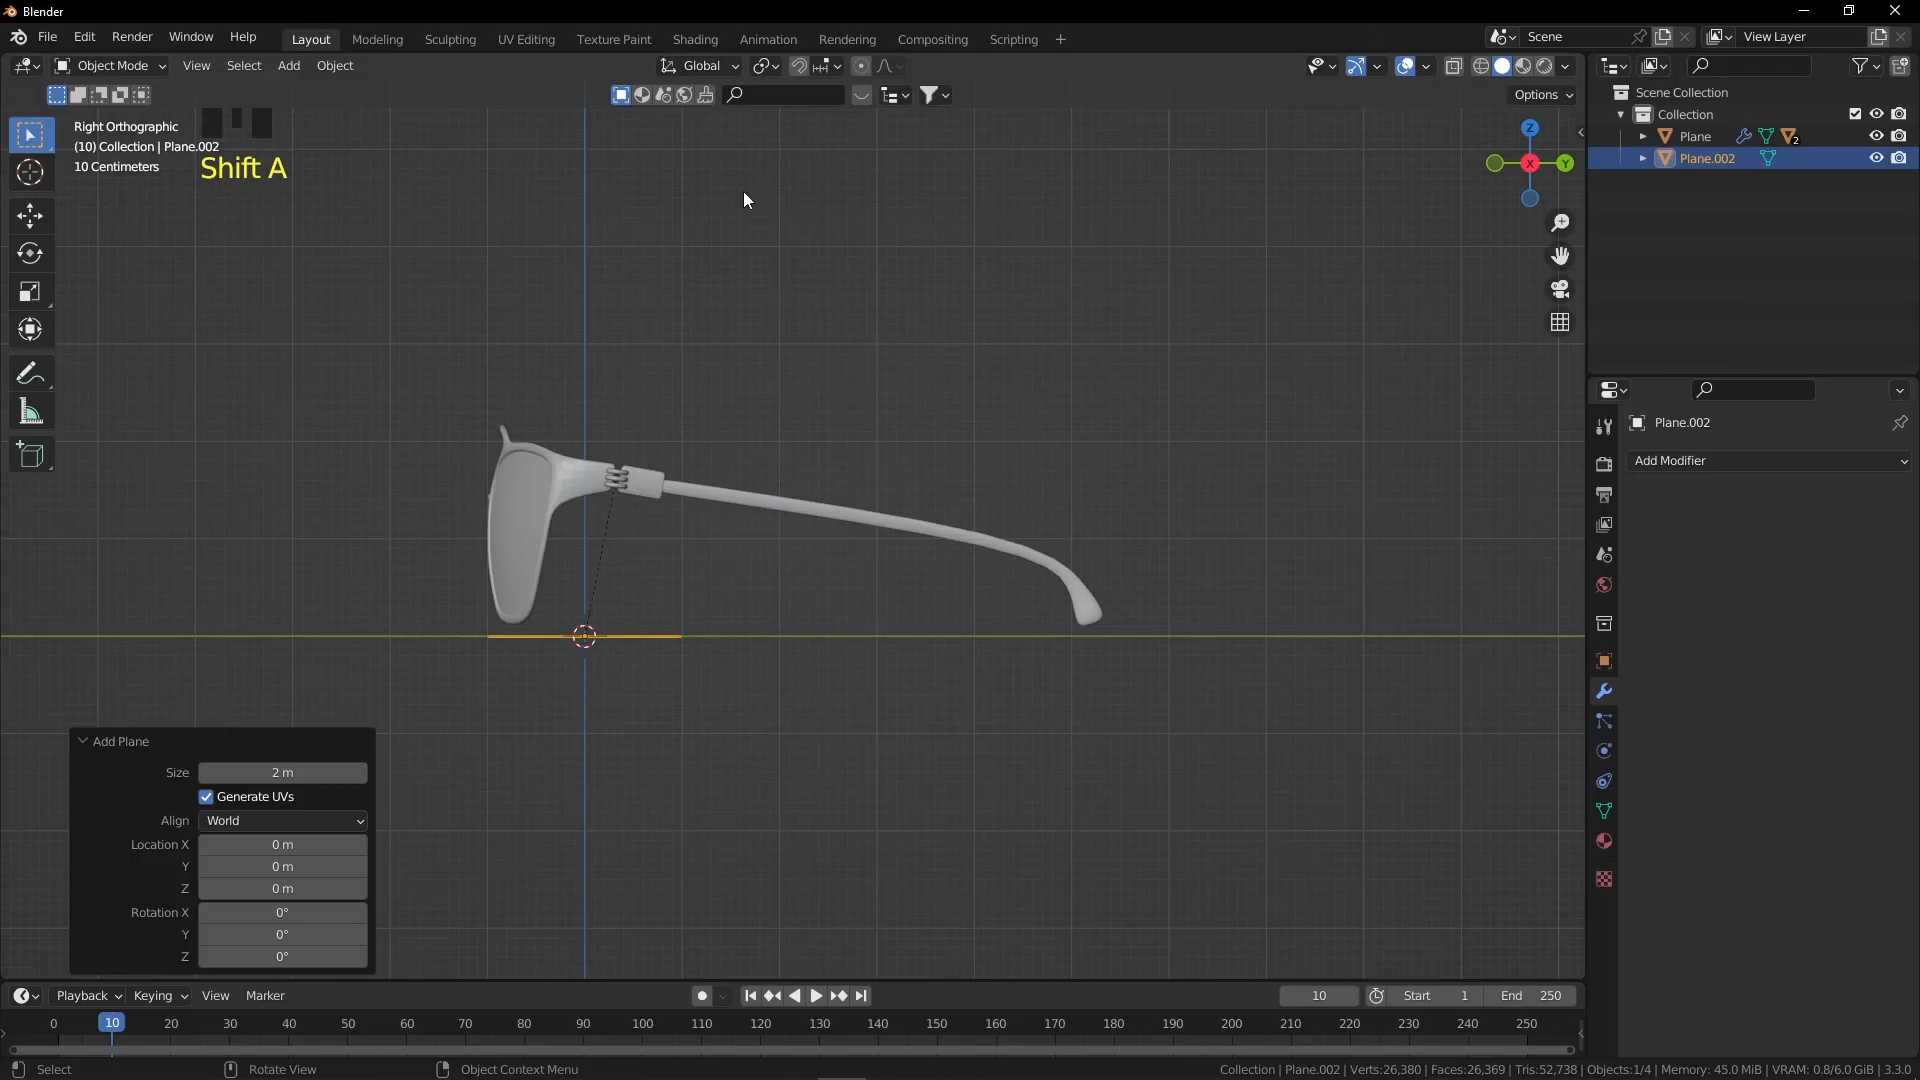 Blender
File Edit Render Window Help
Layout Modeling Sculpting UV Editing Texture Paint Shading Animation Rendering Compositing Scripting
Scene
View Layer
Object Mode View Select Add Object
Global
Options
Right Orthographic
(10) Collection | Plane.002
10 Centimeters
Shift A
Z
X
Y
Scene Collection
Collection
Plane 2
Plane.002
Plane.002
Add Modifier
Add Plane
Size 2 m
Generate UVs
Align World
Location X 0 m
Y 0 m
Z 0 m
Rotation X 0°
Y 0°
Z 0°
Playback Keying View Marker
10 Start 1 End 250
0 10 20 30 40 50 60 70 80 90 100 110 120 130 140 150 160 170 180 190 200 210 220 230 240 250
Select Rotate View Object Context Menu
Collection | Plane.002 | Verts:26,380 | Faces:26,369 | Tris:52,738 | Objects:1/4 | Memory: 45.0 MiB | VRAM: 0.8/6.0 GiB | 3.3.0